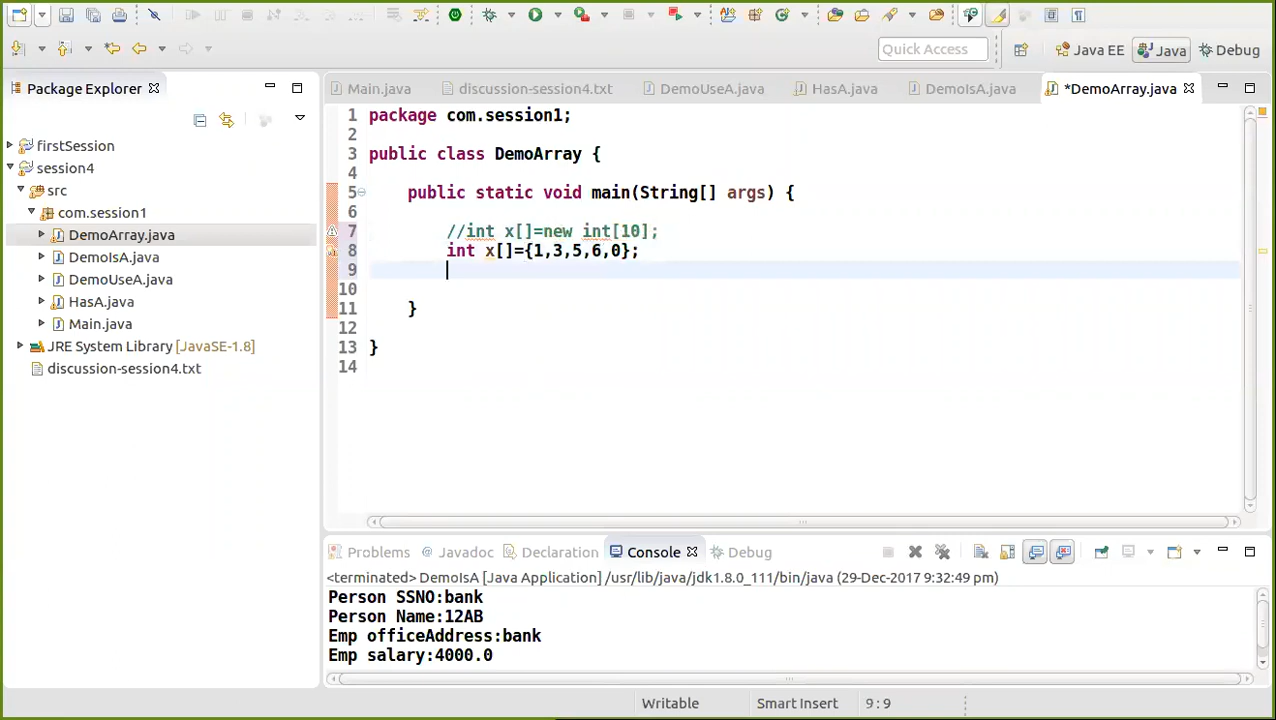 Quick Access
Java EE
Java
Debug
Package Explorer
firstSession
session4
src
com.session1
DemoArray.java
DemoIsA.java
DemoUseA.java
HasA.java
Main.java
JRE System Library [JavaSE-1.8]
discussion-session4.txt
Main.java
discussion-session4.txt
DemoUseA.java
HasA.java
DemoIsA.java
*DemoArray.java
1 package com.session1;
2
3 public class DemoArray {
4
5 public static void main(String[] args) {
6
7 //int x[]=new int[10];
8 int x[]={1,3,5,6,0};
9
10
11 }
12
13 }
14
Problems
Javadoc
Declaration
Console
Debug
<terminated> DemoIsA [Java Application] /usr/lib/java/jdk1.8.0_111/bin/java (29-Dec-2017 9:32:49 pm)
Person SSNO:bank
Person Name:12AB
Emp officeAddress:bank
Emp salary:4000.0
Writable
Smart Insert
9:9